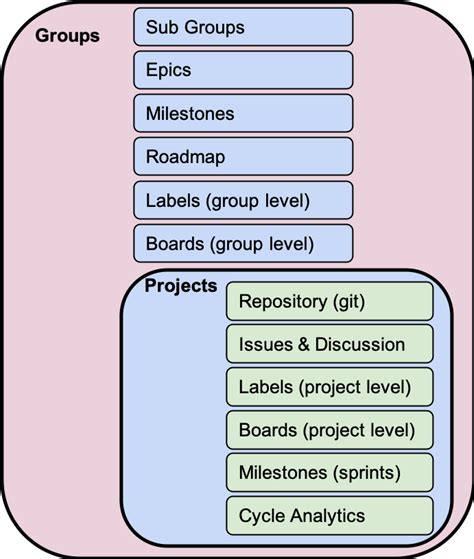 Groups
Sub Groups
Epics
Milestones
Roadmap
Labels (group level)
Boards (group level)
Projects
Repository (git)
Issues & Discussion
Labels (project level)
Boards (project level)
Milestones (sprints)
Cycle Analytics